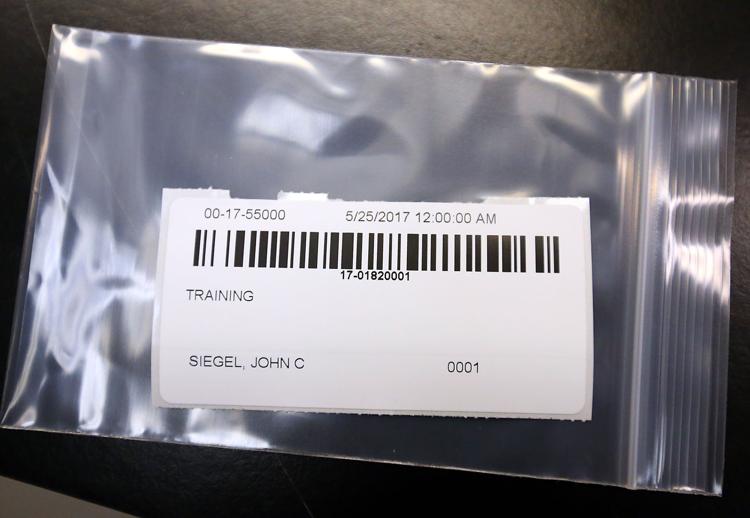 00-17-55000 5/25/2017 12:00:00 AM
17-01820001
TRAINING
SIEGEL, JOHN C 0001